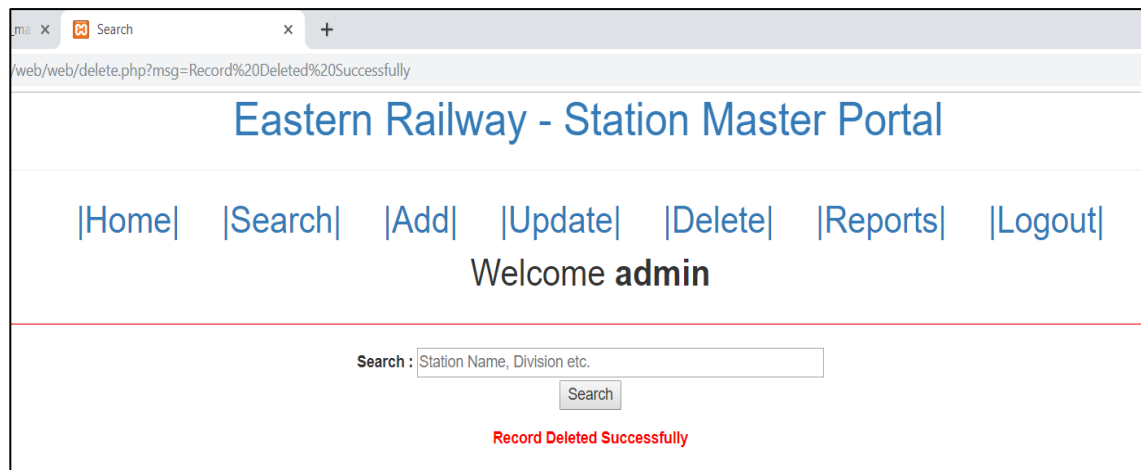 _ma × Search × +
/web/web/delete.php?msg=Record%20Deleted%20Successfully
Eastern Railway - Station Master Portal
|Home| |Search| |Add| |Update| |Delete| |Reports| |Logout|
Welcome admin
Search : Station Name, Division etc.
Search
Record Deleted Successfully